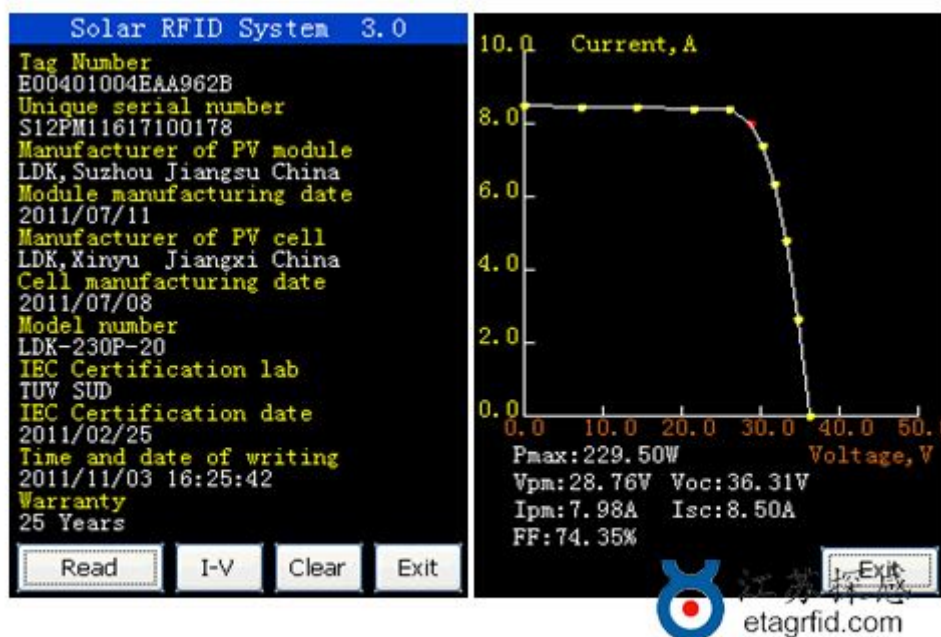 Solar RFID System 3.0
Tag Number
E00401004EAA962B
Unique serial number
S12PM11617100178
Manufacturer of PV module
LDK,Suzhou Jiangsu China
Module manufacturing date
2011/07/11
Manufacturer of PV cell
LDK,Xinyu Jiangxi China
Cell manufacturing date
2011/07/08
Model number
LDK-230P-20
IEC Certification lab
TUV SUD
IEC Certification date
2011/02/25
Time and date of writing
2011/11/03 16:25:42
Warranty
25 Years
Read I-V Clear Exit
10.0 Current,A
8.0
6.0
4.0
2.0
0.0
0.0 10.0 20.0 30.0 40.0 50.
Voltage,V
Pmax:229.50W
Vpm:28.76V Voc:36.31V
Ipm:7.98A Isc:8.50A
FF:74.35%
Exit
江苏探感
etagrfid.com